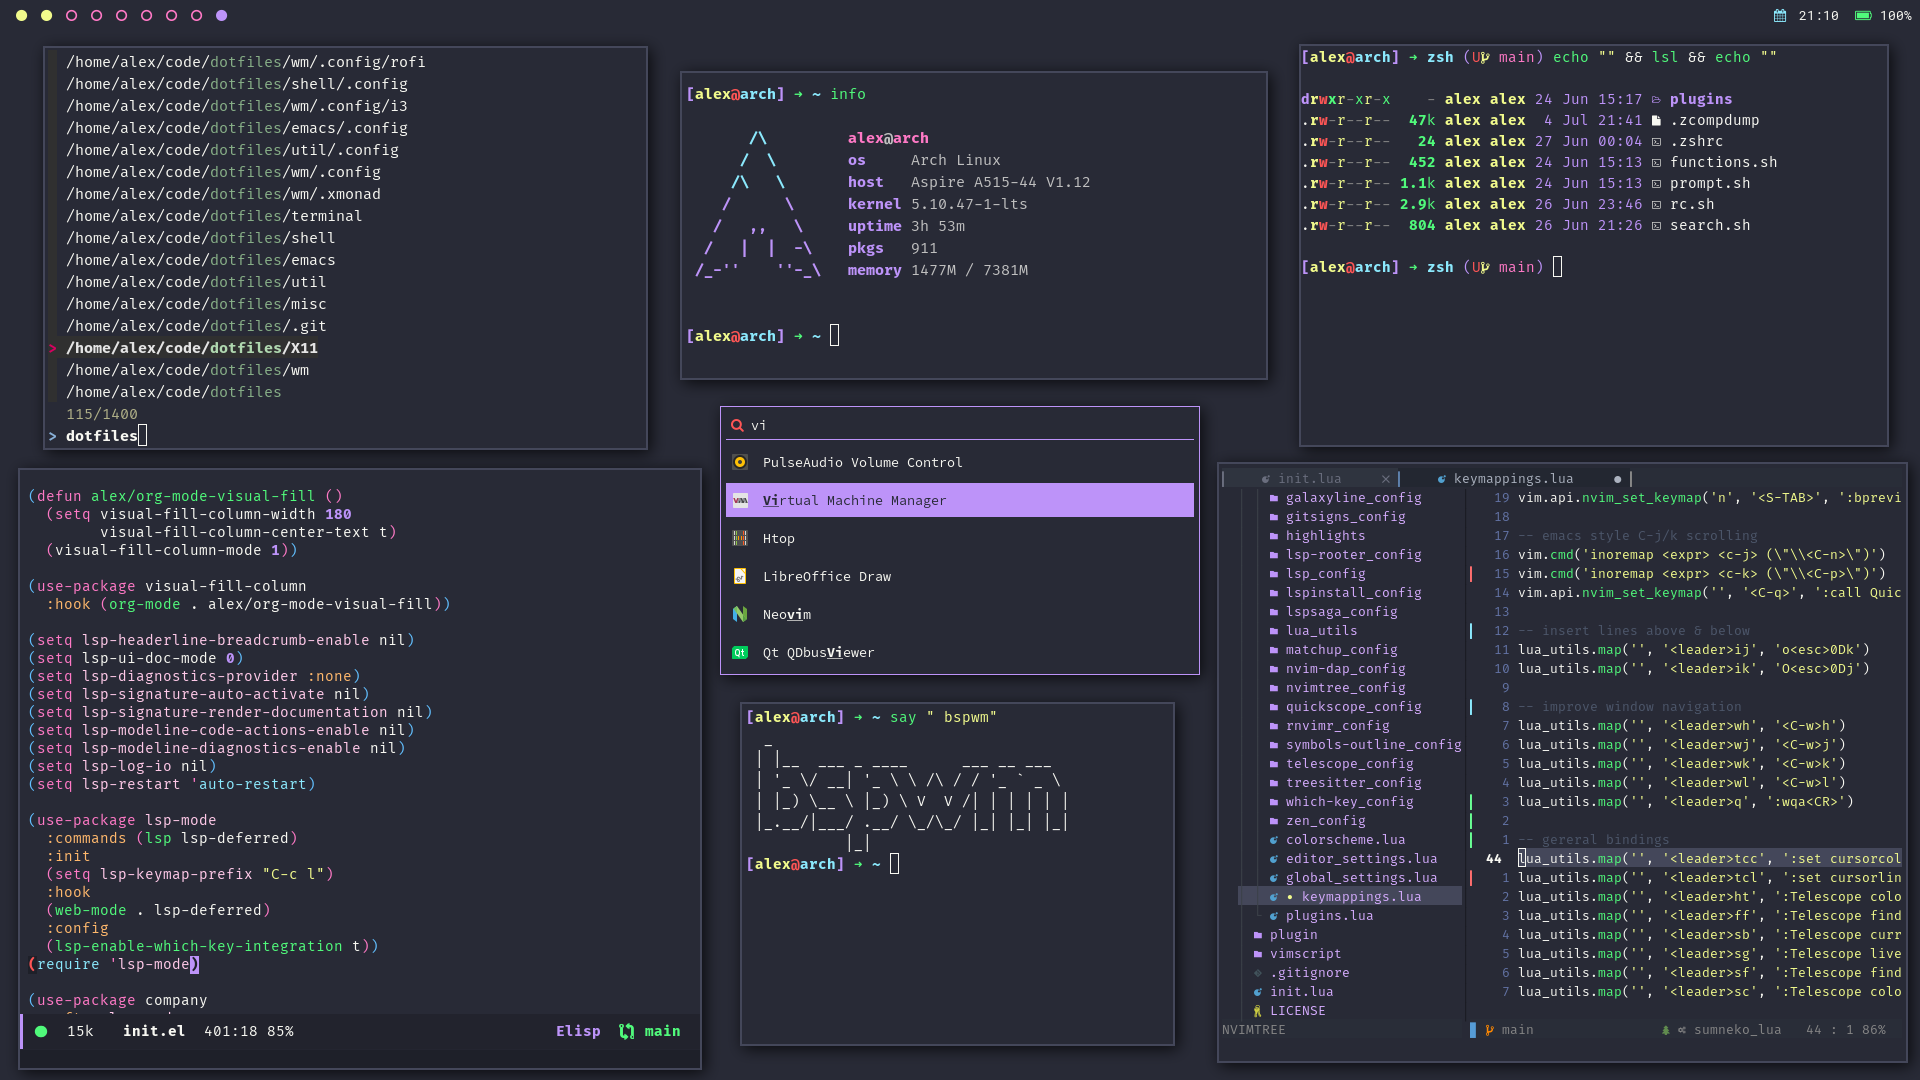 21:10 100%
/home/alex/code/dotfiles/wm/.config/rofi
/home/alex/code/dotfiles/shell/.config
/home/alex/code/dotfiles/wm/.config/i3
/home/alex/code/dotfiles/emacs/.config
/home/alex/code/dotfiles/util/.config
/home/alex/code/dotfiles/wm/.config
/home/alex/code/dotfiles/wm/.xmonad
/home/alex/code/dotfiles/terminal
/home/alex/code/dotfiles/shell
/home/alex/code/dotfiles/emacs
/home/alex/code/dotfiles/util
/home/alex/code/dotfiles/misc
/home/alex/code/dotfiles/.git
> /home/alex/code/dotfiles/X11
/home/alex/code/dotfiles/wm
/home/alex/code/dotfiles
115/1400
> dotfiles
[alex@arch] → ~ info
alex@arch
os Arch Linux
host Aspire A515-44 V1.12
kernel 5.10.47-1-lts
uptime 3h 53m
pkgs 911
memory 1477M / 7381M
[alex@arch] → ~
[alex@arch] → zsh (U main) echo "" && lsl && echo ""
drwxr-xr-x - alex alex 24 Jun 15:17 plugins
.rw-r--r-- 47k alex alex 4 Jul 21:41 .zcompdump
.rw-r--r-- 24 alex alex 27 Jun 00:04 .zshrc
.rw-r--r-- 452 alex alex 24 Jun 15:13 functions.sh
.rw-r--r-- 1.1k alex alex 24 Jun 15:13 prompt.sh
.rw-r--r-- 2.9k alex alex 26 Jun 23:46 rc.sh
.rw-r--r-- 804 alex alex 26 Jun 21:26 search.sh
[alex@arch] → zsh (U main)
vi
PulseAudio Volume Control
Virtual Machine Manager
Htop
LibreOffice Draw
Neovim
Qt QDbusViewer
(defun alex/org-mode-visual-fill ()
(setq visual-fill-column-width 180
visual-fill-column-center-text t)
(visual-fill-column-mode 1))
(use-package visual-fill-column
:hook (org-mode . alex/org-mode-visual-fill))
(setq lsp-headerline-breadcrumb-enable nil)
(setq lsp-ui-doc-mode 0)
(setq lsp-diagnostics-provider :none)
(setq lsp-signature-auto-activate nil)
(setq lsp-signature-render-documentation nil)
(setq lsp-modeline-code-actions-enable nil)
(setq lsp-modeline-diagnostics-enable nil)
(setq lsp-log-io nil)
(setq lsp-restart 'auto-restart)
(use-package lsp-mode
:commands (lsp lsp-deferred)
:init
(setq lsp-keymap-prefix "C-c l")
:hook
(web-mode . lsp-deferred)
:config
(lsp-enable-which-key-integration t))
(require 'lsp-mode)
(use-package company
15k init.el 401:18 85% Elisp main
[alex@arch] → ~ say " bspwm"
bspwm
[alex@arch] → ~
init.lua × keymappings.lua ●
galaxyline_config
gitsigns_config
highlights
lsp-rooter_config
lsp_config
lspinstall_config
lspsaga_config
lua_utils
matchup_config
nvim-dap_config
nvimtree_config
quickscope_config
rnvimr_config
symbols-outline_config
telescope_config
treesitter_config
which-key_config
zen_config
colorscheme.lua
editor_settings.lua
global_settings.lua
• keymappings.lua
plugins.lua
plugin
vimscript
.gitignore
init.lua
LICENSE
NVIMTREE
19 vim.api.nvim_set_keymap('n', '<S-TAB>', ':bprevi
18
17 -- emacs style C-j/k scrolling
16 vim.cmd('inoremap <expr> <c-j> (\"\\<C-n>\")')
15 vim.cmd('inoremap <expr> <c-k> (\"\\<C-p>\")')
14 vim.api.nvim_set_keymap('', '<C-q>', ':call Quic
13
12 -- insert lines above & below
11 lua_utils.map('', '<leader>ij', 'o<esc>0Dk')
10 lua_utils.map('', '<leader>ik', 'O<esc>0Dj')
9
8 -- improve window navigation
7 lua_utils.map('', '<leader>wh', '<C-w>h')
6 lua_utils.map('', '<leader>wj', '<C-w>j')
5 lua_utils.map('', '<leader>wk', '<C-w>k')
4 lua_utils.map('', '<leader>wl', '<C-w>l')
3 lua_utils.map('', '<leader>q', ':wqa<CR>')
2
1 -- gereral bindings
44 lua_utils.map('', '<leader>tcc', ':set cursorcol
1 lua_utils.map('', '<leader>tcl', ':set cursorlin
2 lua_utils.map('', '<leader>ht', ':Telescope colo
3 lua_utils.map('', '<leader>ff', ':Telescope find
4 lua_utils.map('', '<leader>sb', ':Telescope curr
5 lua_utils.map('', '<leader>sg', ':Telescope live
6 lua_utils.map('', '<leader>sf', ':Telescope find
7 lua_utils.map('', '<leader>sc', ':Telescope colo
main sumneko_lua 44 : 1 86%